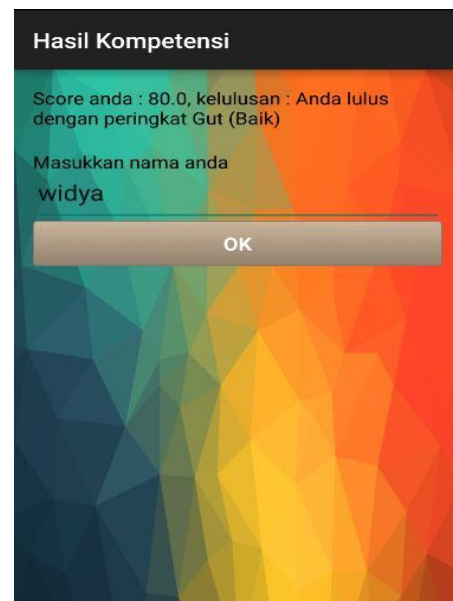 Hasil Kompetensi
Score anda : 80.0, kelulusan : Anda lulus
dengan peringkat Gut (Baik)
Masukkan nama anda
widya
OK